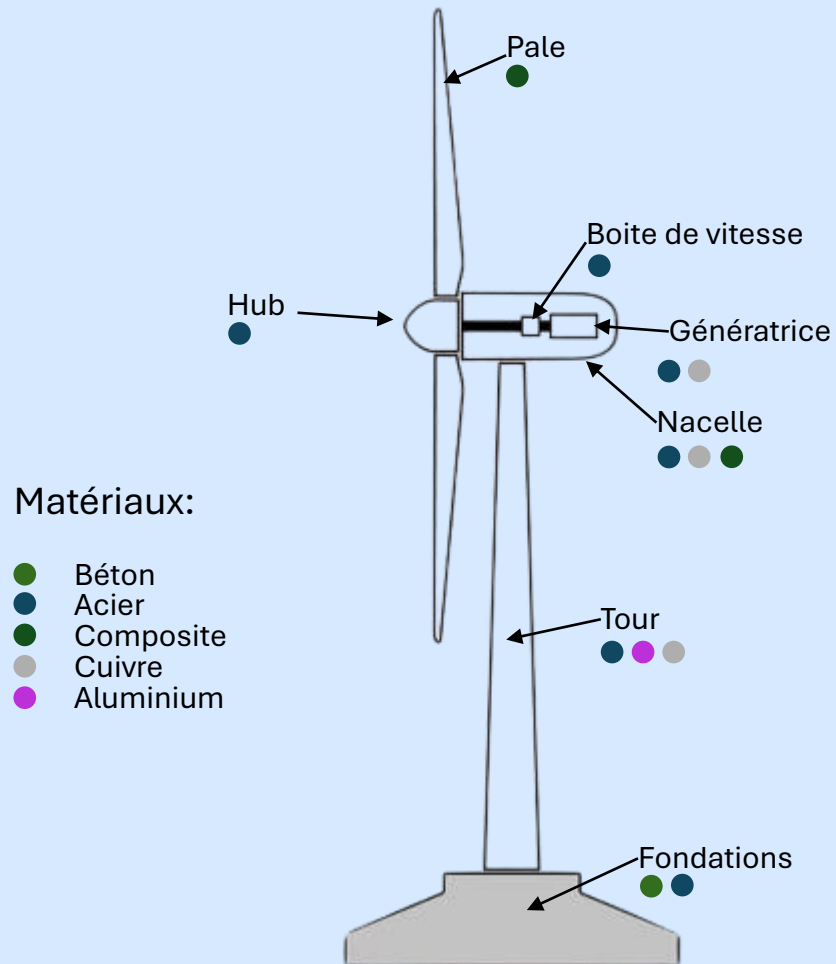 Pale
Boite de vitesse
Hub
Génératrice
Nacelle
Matériaux:
Béton
Acier
Composite
Cuivre
Aluminium
Tour
Fondations